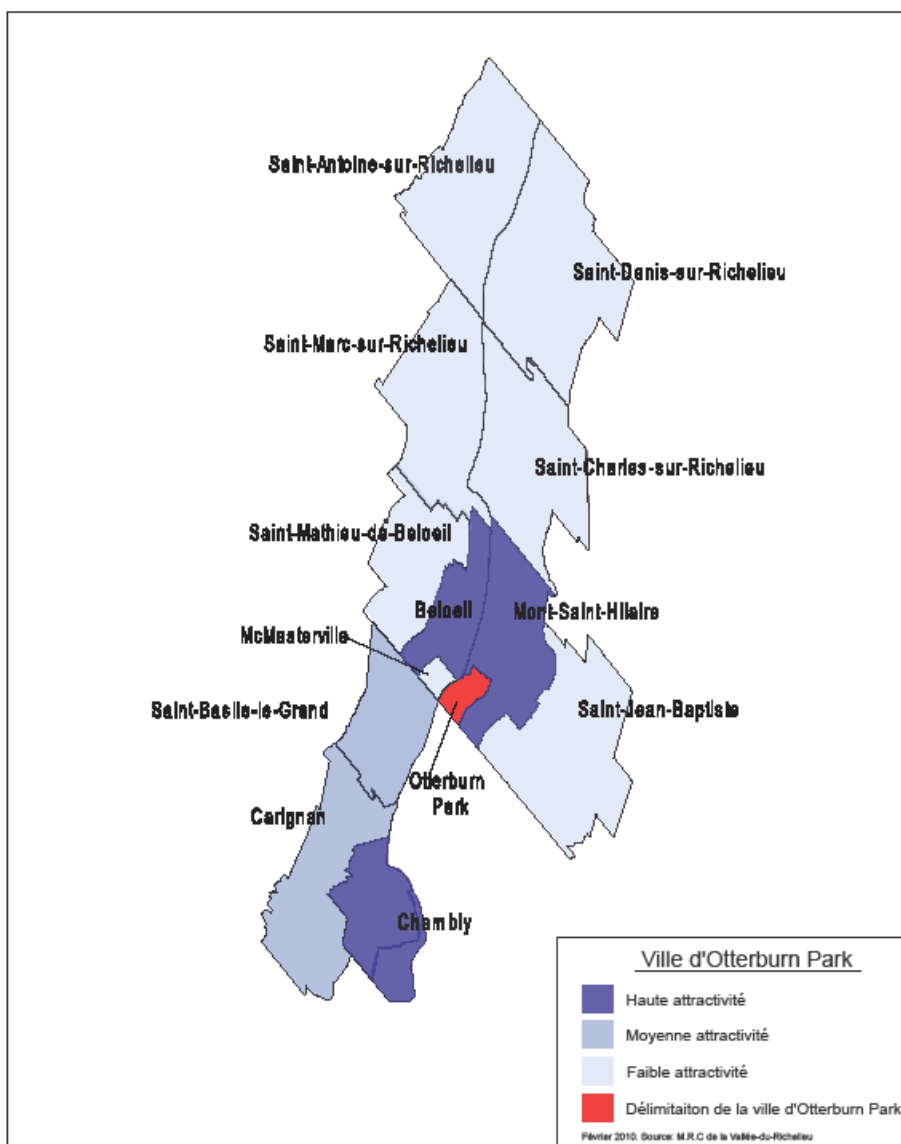 Saint-Antoine-sur-Richelieu
Saint-Denis-sur-Richelieu
Saint-Marc-sur-Richelieu
Saint-Charles-sur-Richelieu
Saint-Mathieu-de-Beloeil
Beloeil
Mont-Saint-Hilaire
McMasterville
Saint-Basile-le-Grand
Saint-Jean-Baptiste
Otterburn
Park
Carignan
Chambly
Ville d'Otterburn Park
Haute attractivité
Moyenne attractivité
Faible attractivité
Délimitaiton de la ville d'Otterburn Park
Février 2010. Source: M.R.C de la Vallée-du-Richelieu